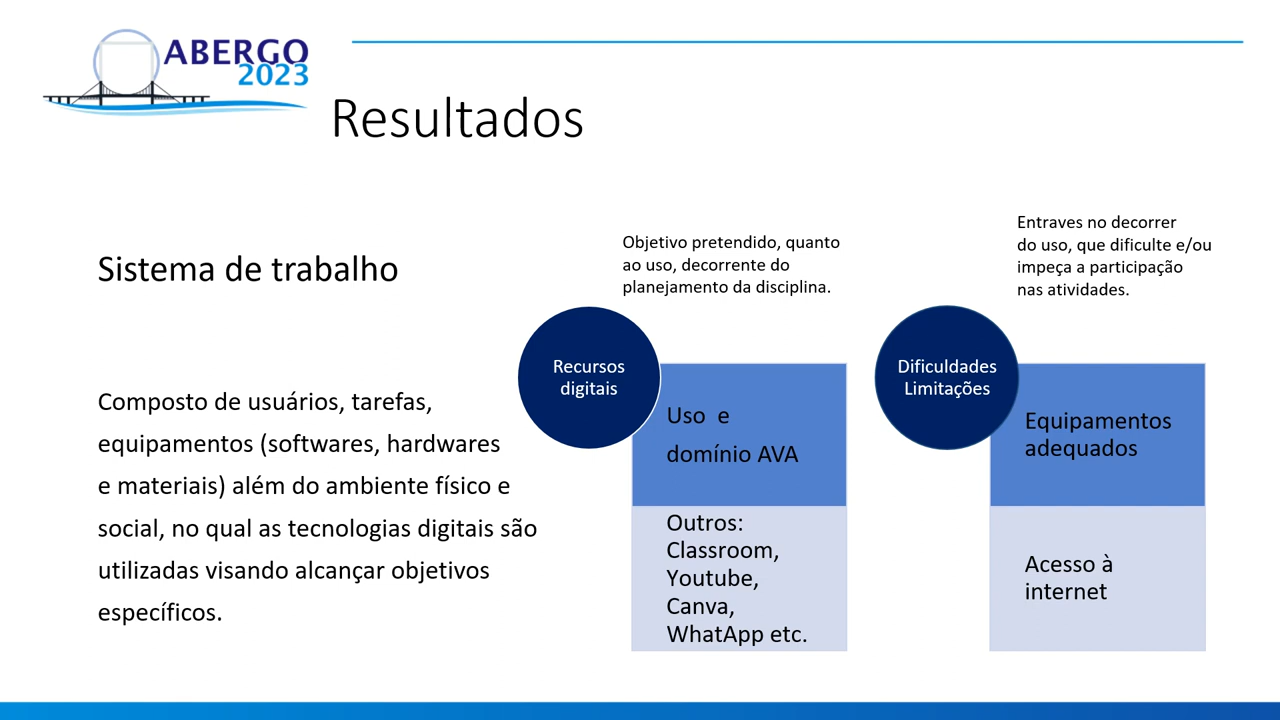 ABERGO
2023
Resultados
Sistema de trabalho
Composto de usuários, tarefas,
equipamentos (softwares, hardwares
e materiais) além do ambiente físico e
social, no qual as tecnologias digitais são
utilizadas visando alcançar objetivos
específicos.
Objetivo pretendido, quanto
ao uso, decorrente do
planejamento da disciplina.
Recursos
digitais
Uso  e
domínio AVA
Outros:
Classroom,
Youtube,
Canva,
WhatApp etc.
Entraves no decorrer
do uso, que dificulte e/ou
impeça a participação
nas atividades.
Dificuldades
Limitações
Equipamentos
adequados
Acesso à
internet